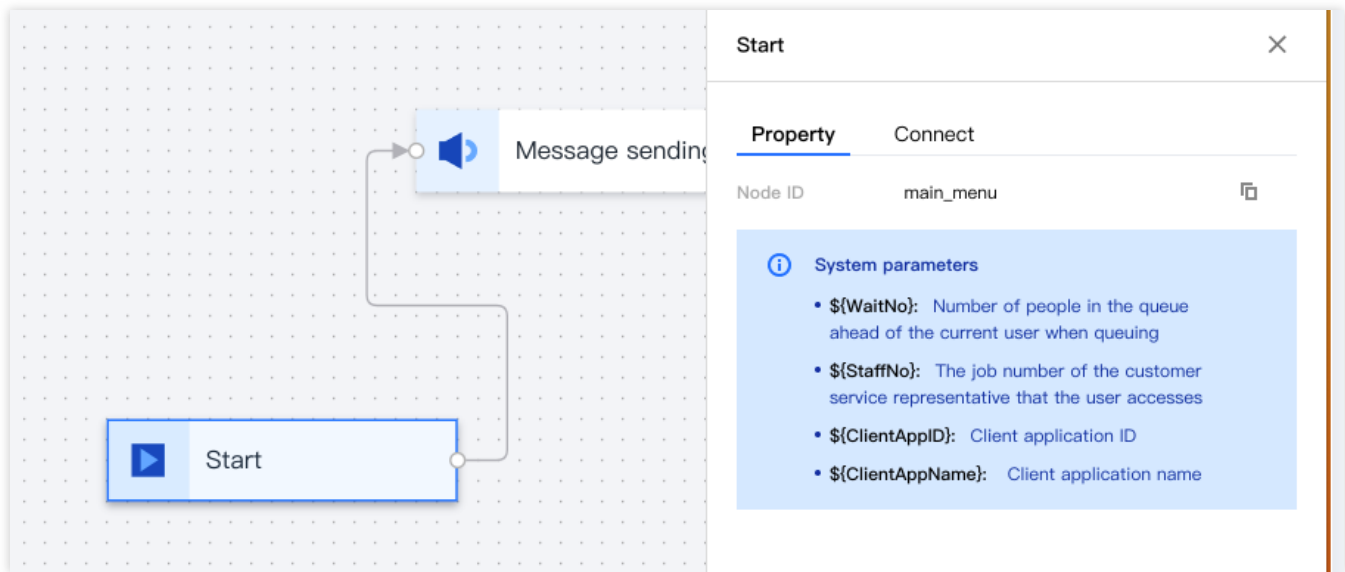 Message sending
Start
Start
Property Connect
Node ID main_menu
System parameters
• ${WaitNo}: Number of people in the queue
ahead of the current user when queuing
• ${StaffNo}: The job number of the customer
service representative that the user accesses
• ${ClientAppID}: Client application ID
• ${ClientAppName}: Client application name